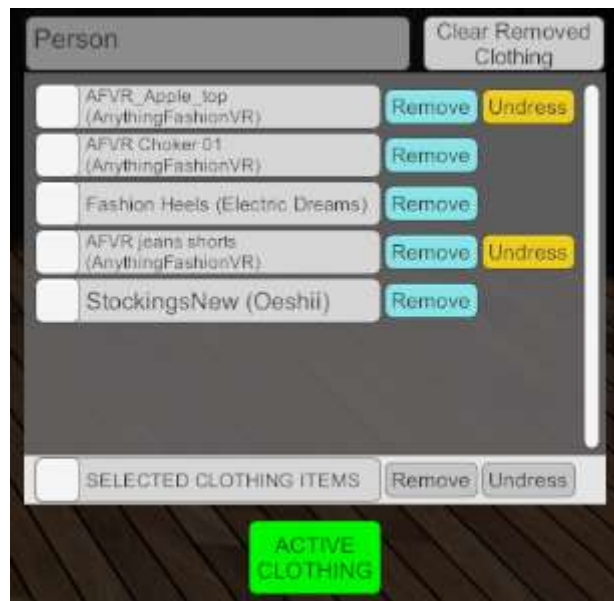 Person
Clear Removed
Clothing
AFVR_Apple_top
(AnythingFashionVR)
Remove
Undress
AFVR Choker 01
(AnythingFashionVR)
Remove
Fashion Heels (Electric Dreams)
Remove
AFVR jeans shorts
(AnythingFashionVR)
Remove
Undress
StockingsNew (Oeshii)
Remove
SELECTED CLOTHING ITEMS
Remove
Undress
ACTIVE
CLOTHING